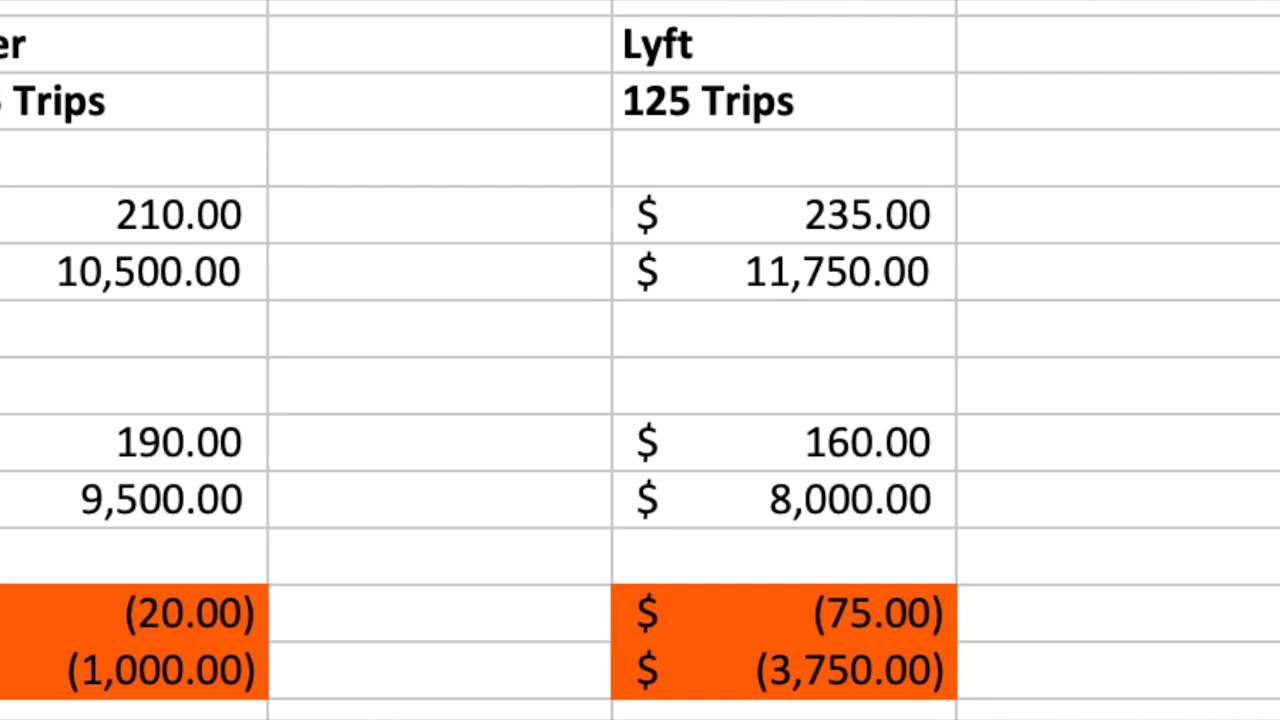 er Lyft
Trips 125 Trips
210.00 $ 235.00
10,500.00 $ 11,750.00
190.00 $ 160.00
9,500.00 $ 8,000.00
(20.00) $ (75.00)
(1,000.00) $ (3,750.00)